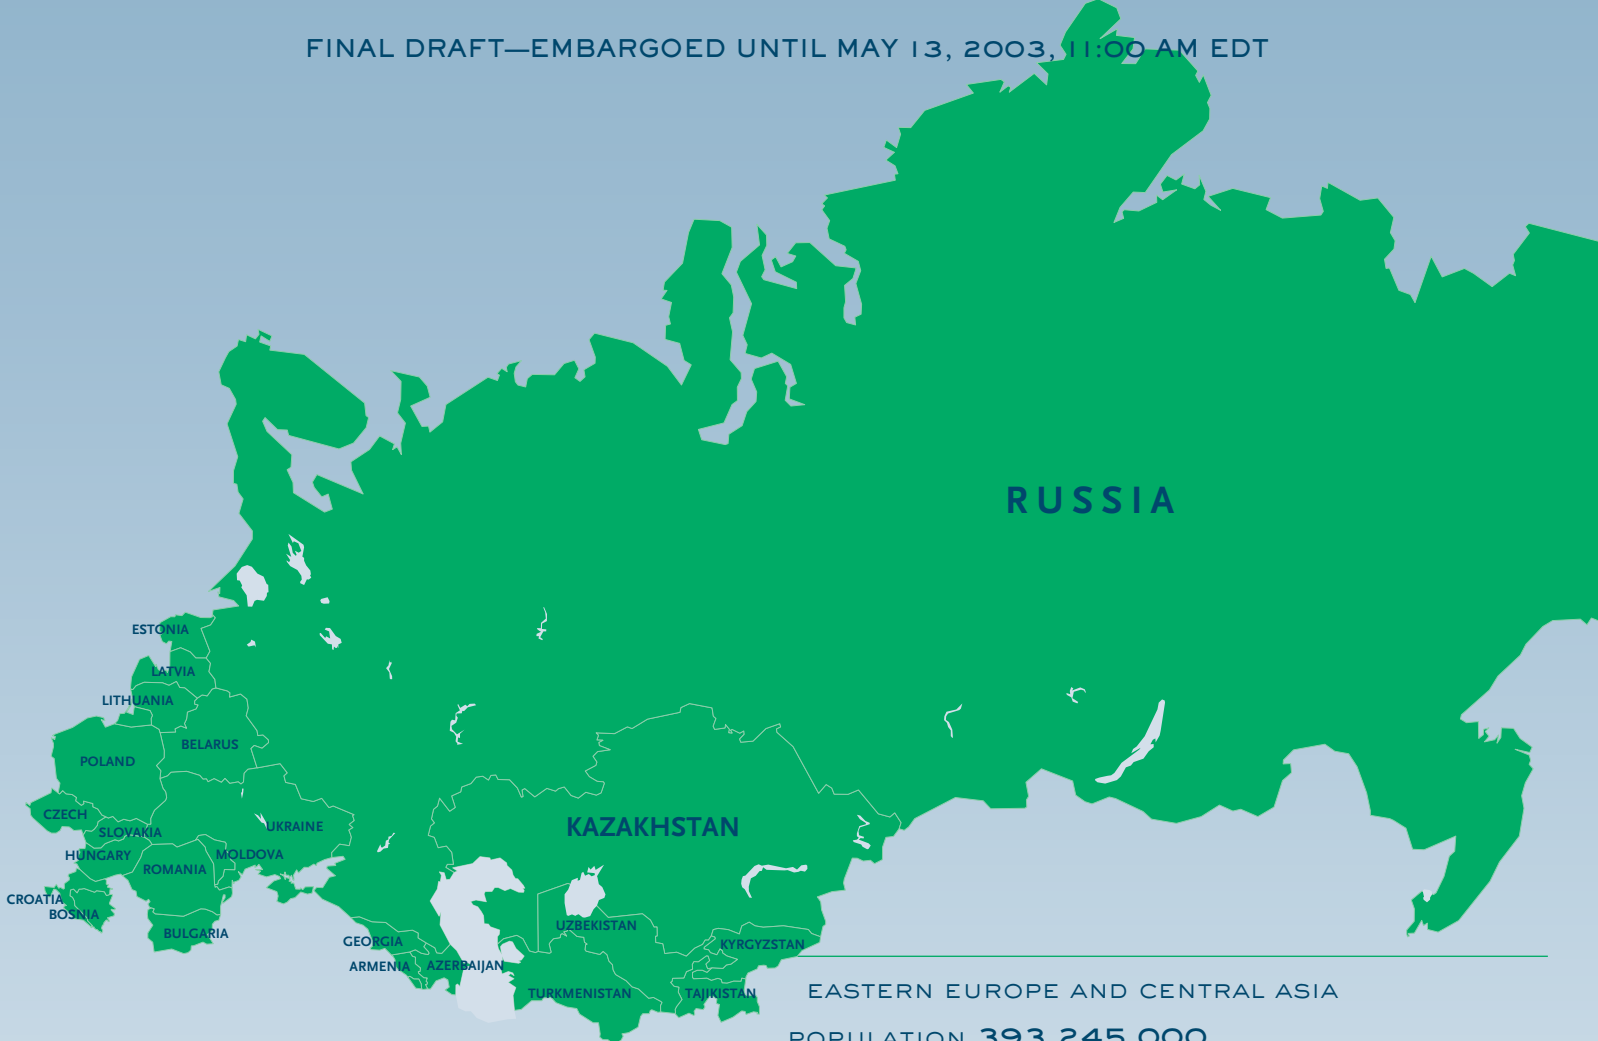 FINAL DRAFT—EMBARGOED UNTIL MAY 13, 2003, 11:00 AM EDT
RUSSIA
ESTONIA
LATVIA
LITHUANIA
BELARUS
POLAND
CZECH
SLOVAKIA
UKRAINE
KAZAKHSTAN
HUNGARY
MOLDOVA
ROMANIA
CROATIA
BOSNIA
BULGARIA
UZBEKISTAN
GEORGIA
KYRGYZSTAN
ARMENIA
AZERBAIJAN
TURKMENISTAN
TAJIKISTAN
EASTERN EUROPE AND CENTRAL ASIA
POPULATION 393,245,000